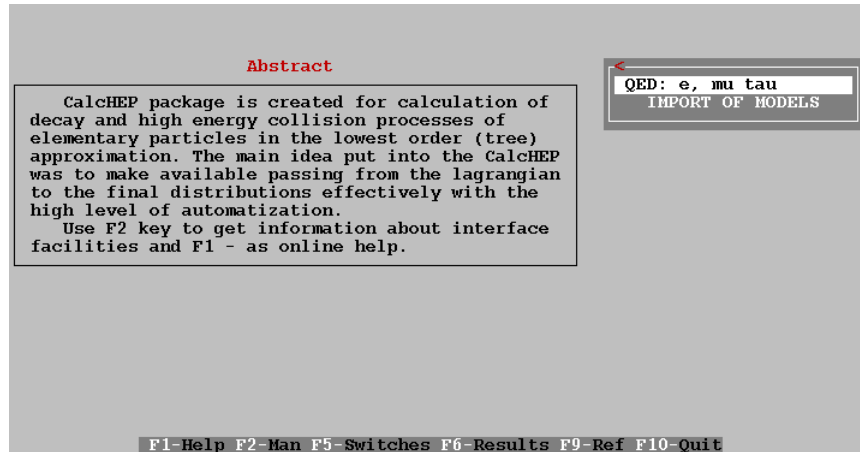 Abstract
CalcHEP package is created for calculation of
decay and high energy collision processes of
elementary particles in the lowest order (tree)
approximation. The main idea put into the CalcHEP
was to make available passing from the lagrangian
to the final distributions effectively with the
high level of automatization.
Use F2 key to get information about interface
facilities and F1 - as online help.
<
QED: e, mu tau
IMPORT OF MODELS
F1-Help F2-Man F5-Switches F6-Results F9-Ref F10-Quit